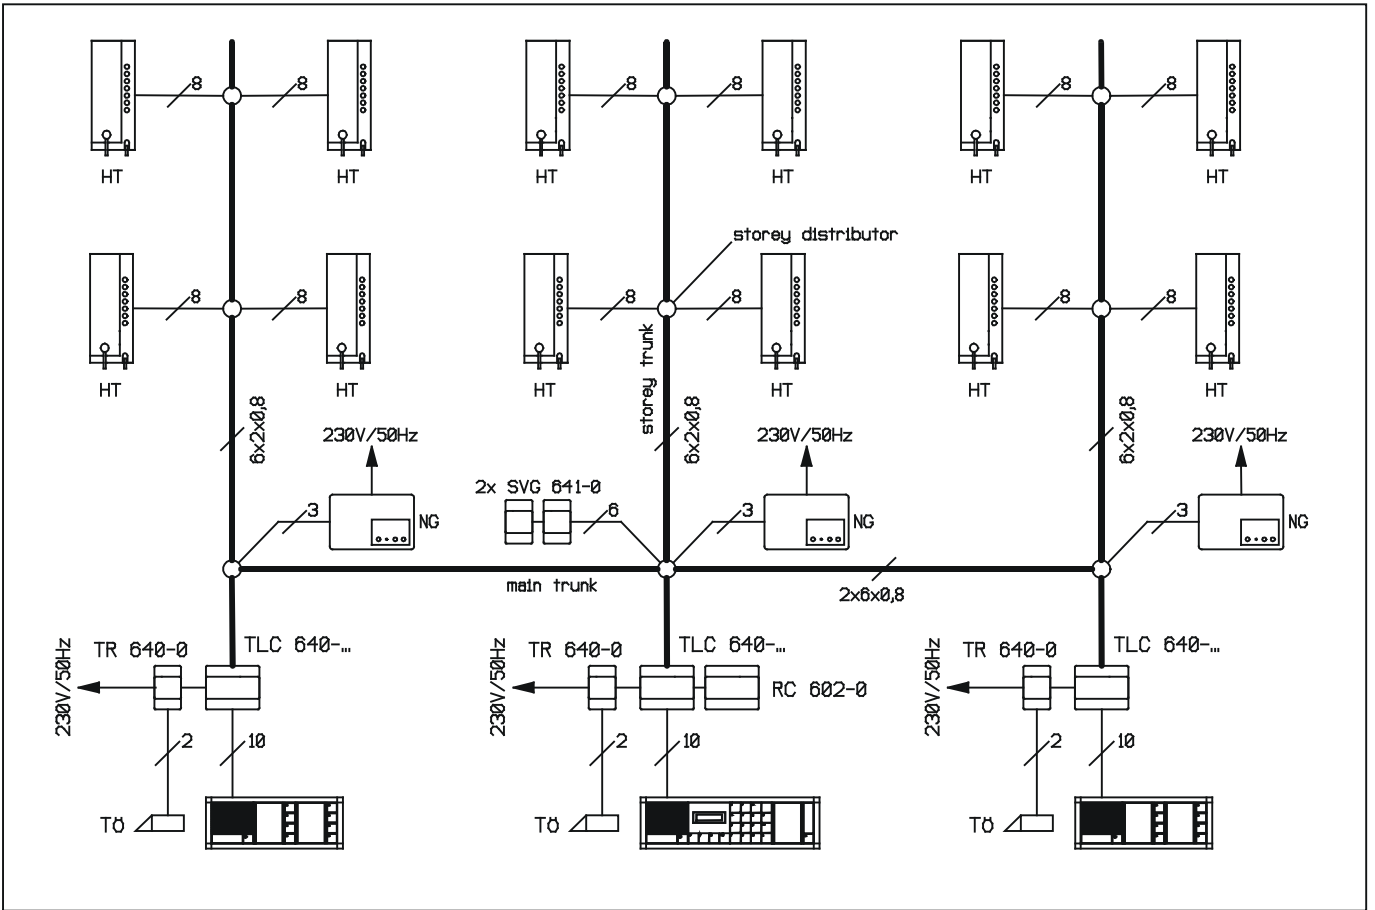 8 8 8 8 8 8
HT HT HT HT HT HT
storey distributor
8 8 8 8 8 8
storey trunk
HT HT HT HT HT HT
6x2x0,8 6x2x0,8 6x2x0,8
230V/50Hz 230V/50Hz 230V/50Hz
2x SVG 641-0
3 NG 6 3 NG 3 NG
main trunk 2x6x0,8
230V/50Hz TR 640-0 TLC 640-... 230V/50Hz TR 640-0 TLC 640-... 230V/50Hz TR 640-0 TLC 640-...
RC 602-0
2 10 2 10 2 10
TÖ TÖ TÖ